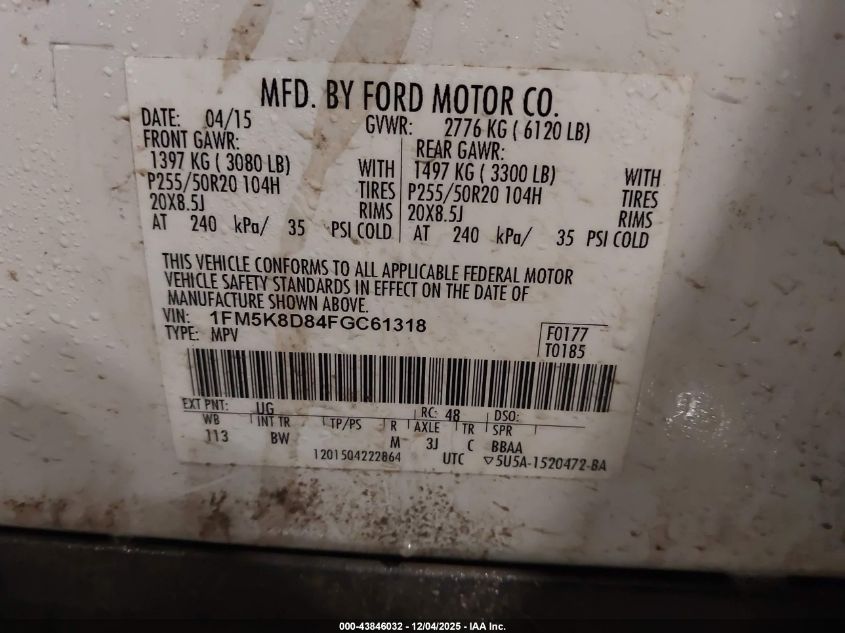 MFD. BY FORD MOTOR CO.
DATE: 04/15 GVWR: 2776 KG ( 6120 LB)
FRONT GAWR: REAR GAWR:
1397 KG ( 3080 LB) WITH 1497 KG ( 3300 LB) WITH
P255/50R20 104H TIRES P255/50R20 104H TIRES
20X8.5J RIMS 20X8.5J RIMS
AT 240 kPa/ 35 PSI COLD AT 240 kPa/ 35 PSI COLD
THIS VEHICLE CONFORMS TO ALL APPLICABLE FEDERAL MOTOR
VEHICLE SAFETY STANDARDS IN EFFECT ON THE DATE OF
MANUFACTURE SHOWN ABOVE.
VIN: 1FM5K8D84FGC61318 F0177
TYPE: MPV T0185
EXT PNT: UG RC: 48 DSO:
WB INT TR TP/PS R AXLE TR SPR
113 BW M 3J C BBAA
1201504222864 UTC ▽5U5A-1520472-BA
000-43846032 - 12/04/2025 - IAA Inc.